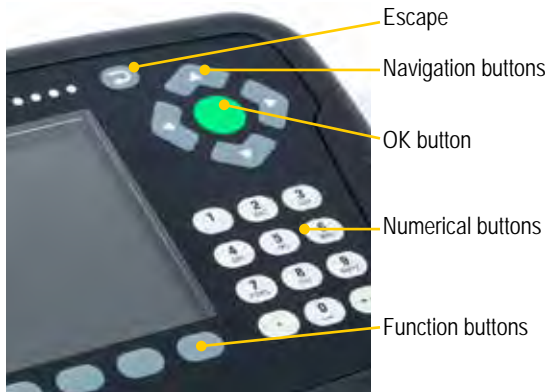 Escape
Navigation buttons
OK button
1 2 3
4 5 6
Numerical buttons
7 8 9
0
Function buttons